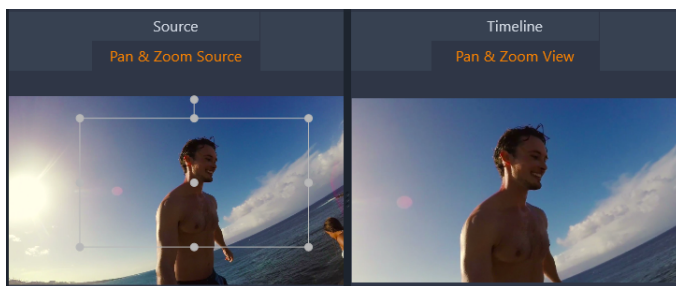 Source
Pan & Zoom Source
Timeline
Pan & Zoom View